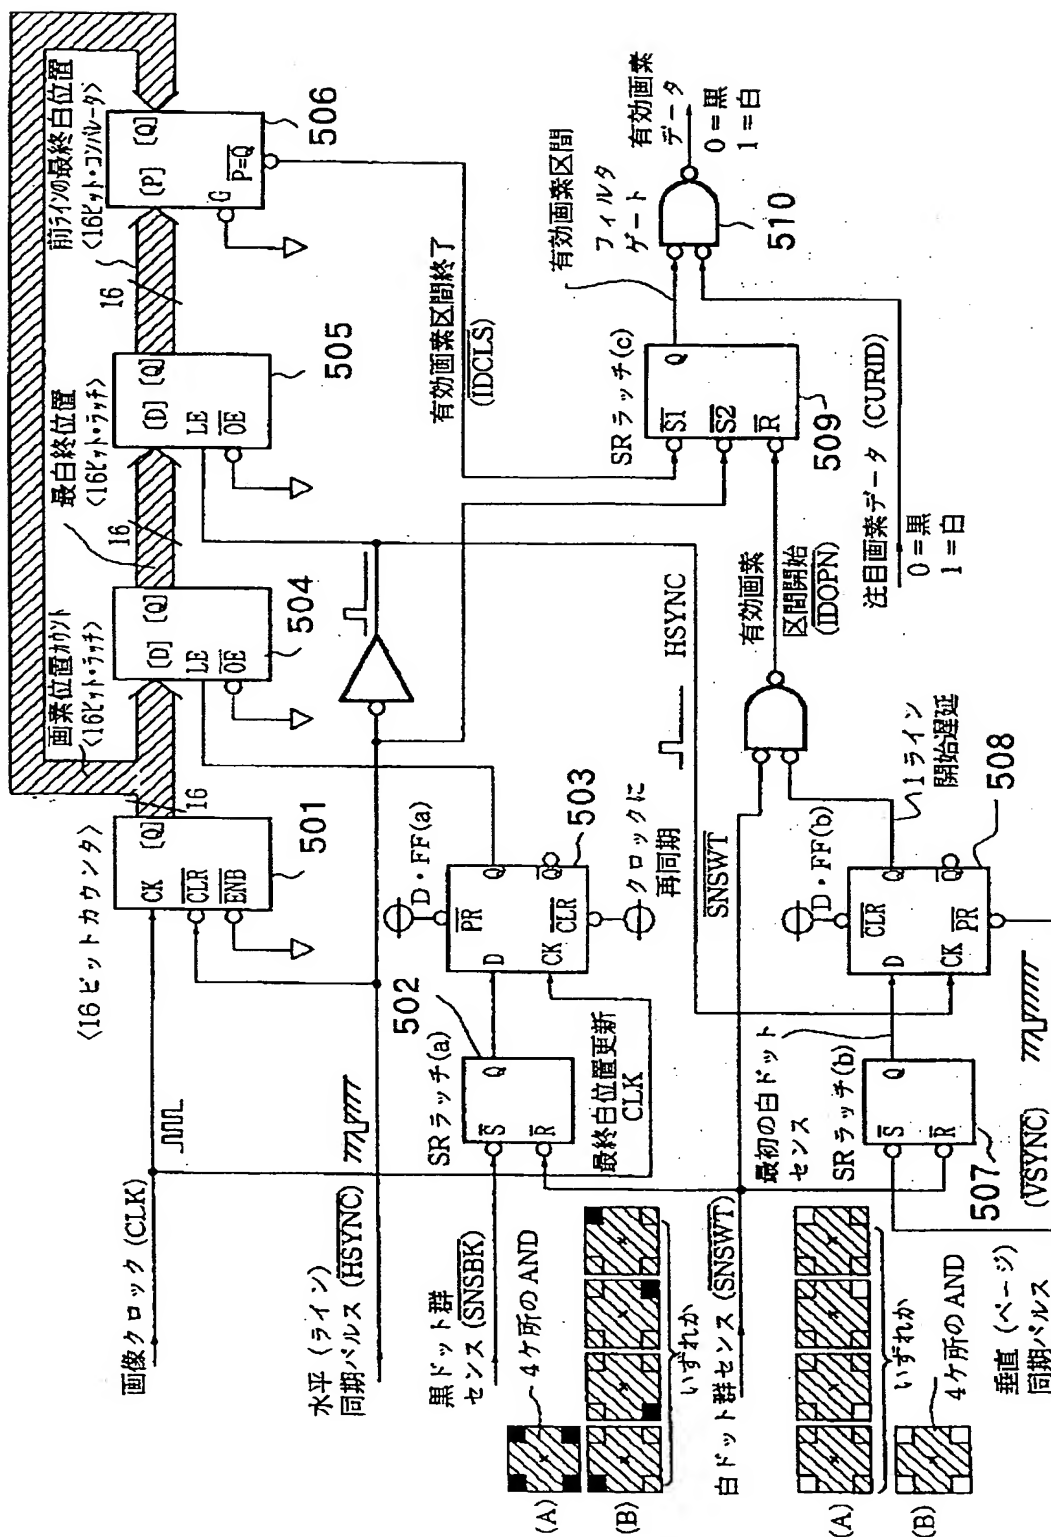 画像クロック (CLK)
水平 (ライン)
同期パルス (HSYNC)
黒ドット群
センス (SNSBK)
4ケ所のAND
(A)
(B)
いずれか
白ドット群センス (SNSWT)
(A)
いずれか
(B)
4ケ所のAND
垂直 (ページ)
同期パルス
(VSYNC)
〈16ビットカウンタ〉
CK
[Q]
CLR
ENB
501
16
画素位置カウント
〈16ビット・ラッチ〉
[D]
[Q]
LE
OE
504
最白終位置
〈16ビット・ラッチ〉
16
[D]
[Q]
LE
OE
505
16
前ラインの最終白位置
〈16ビット・コンパレータ〉
[P]
[Q]
G
P=Q
506
SRラッチ(a)
502
S
R
Q
最終白位置更新
CLK
D・FF(a)
PR
D
Q
CK
CLR
Q
503
クロックに
再同期
有効画素区間終了
(IDCLS)
HSYNC
SNSWT
最初の白ドット
センス
SRラッチ(b)
S
R
Q
507
D・FF(b)
CLR
D
Q
CK
PR
Q
508
1ライン
開始遅延
有効画素
区間開始
(IDOPN)
SRラッチ(c)
S1
S2
R
Q
509
有効画素区間
フィルタ
ゲート
510
有効画素
データ
0=黒
1=白
注目画素データ (CURID)
0=黒
1=白